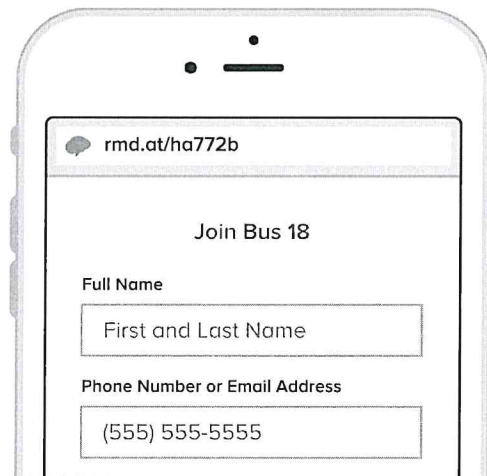 rmd.at/ha772b
Join Bus 18
Full Name
First and Last Name
Phone Number or Email Address
(555) 555-5555